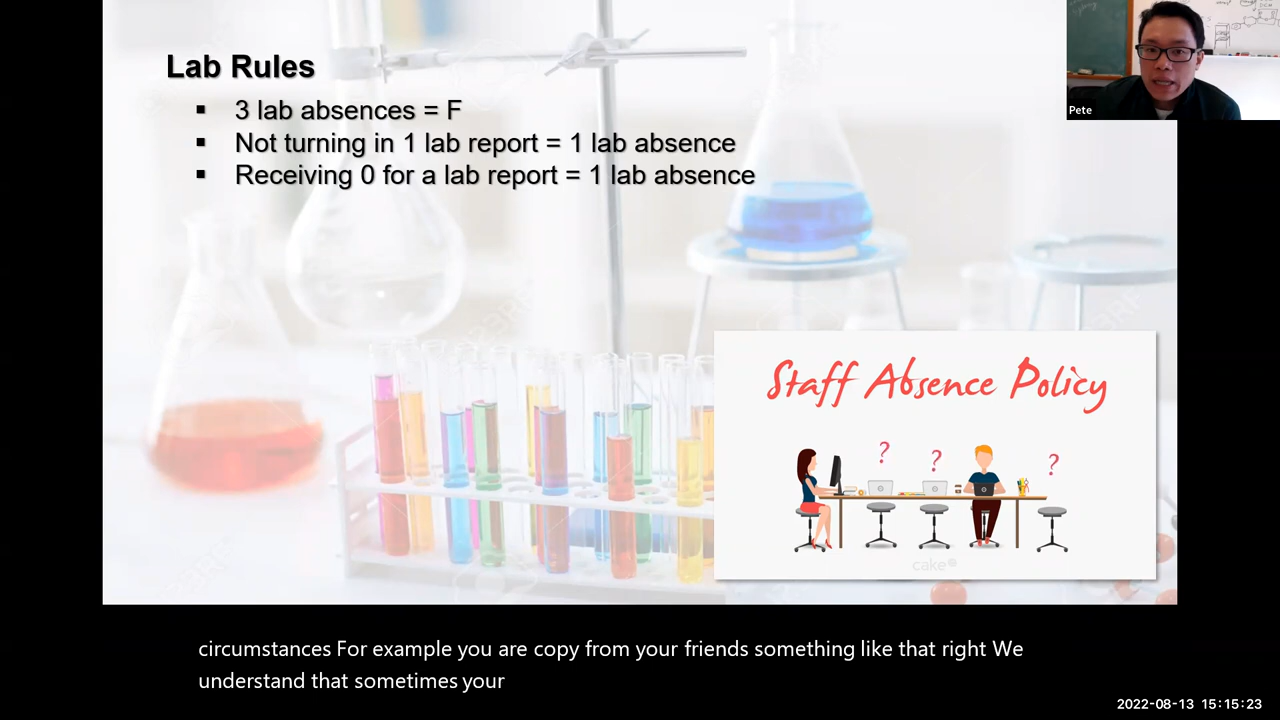 Lab Rules
▪ 3 lab absences = F
▪ Not turning in 1 lab report = 1 lab absence
▪ Receiving 0 for a lab report = 1 lab absence
Pete
Staff Absence Policy
? ? ?
cake
circumstances For example you are copy from your friends something like that right We
understand that sometimes your
2022-08-13 15:15:23